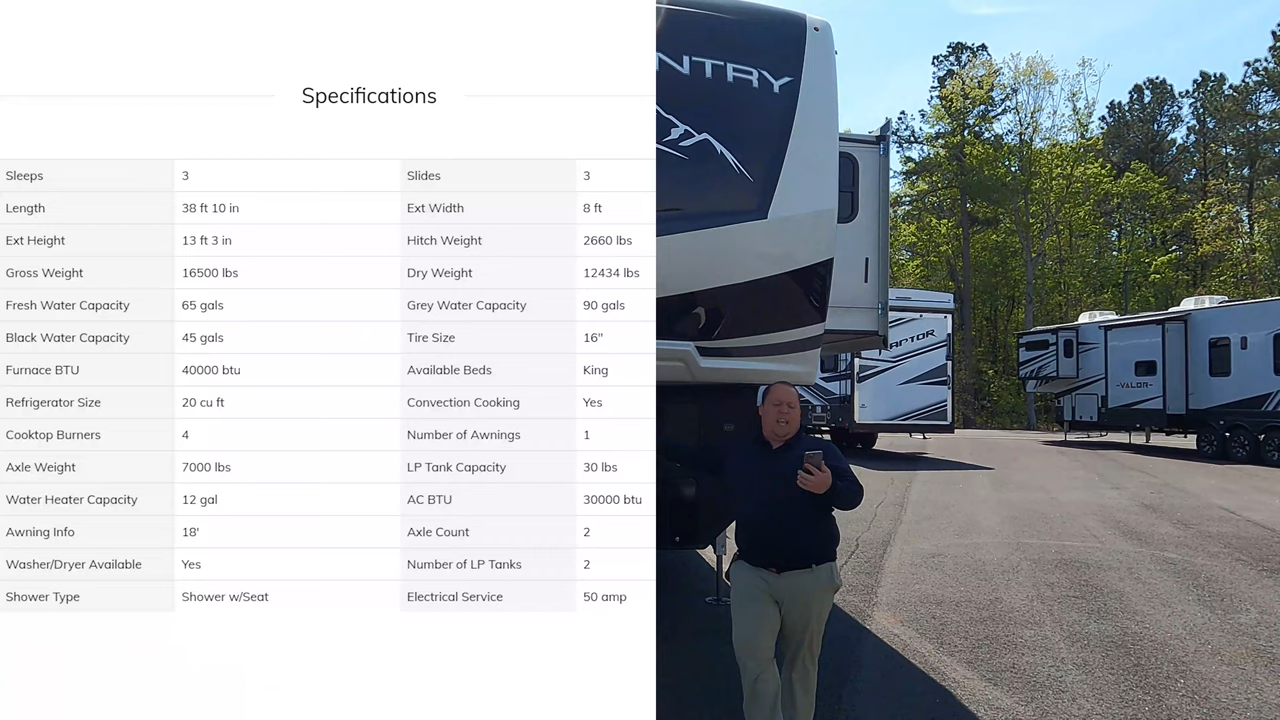 Specifications
Sleeps 3 Slides 3
Length 38 ft 10 in Ext Width 8 ft
Ext Height 13 ft 3 in Hitch Weight 2660 lbs
Gross Weight 16500 lbs Dry Weight 12434 lbs
Fresh Water Capacity 65 gals Grey Water Capacity 90 gals
Black Water Capacity 45 gals Tire Size 16"
Furnace BTU 40000 btu Available Beds King
Refrigerator Size 20 cu ft Convection Cooking Yes
Cooktop Burners 4 Number of Awnings 1
Axle Weight 7000 lbs LP Tank Capacity 30 lbs
Water Heater Capacity 12 gal AC BTU 30000 btu
Awning Info 18' Axle Count 2
Washer/Dryer Available Yes Number of LP Tanks 2
Shower Type Shower w/Seat Electrical Service 50 amp
NTRY
RAPTOR
-VALOR-